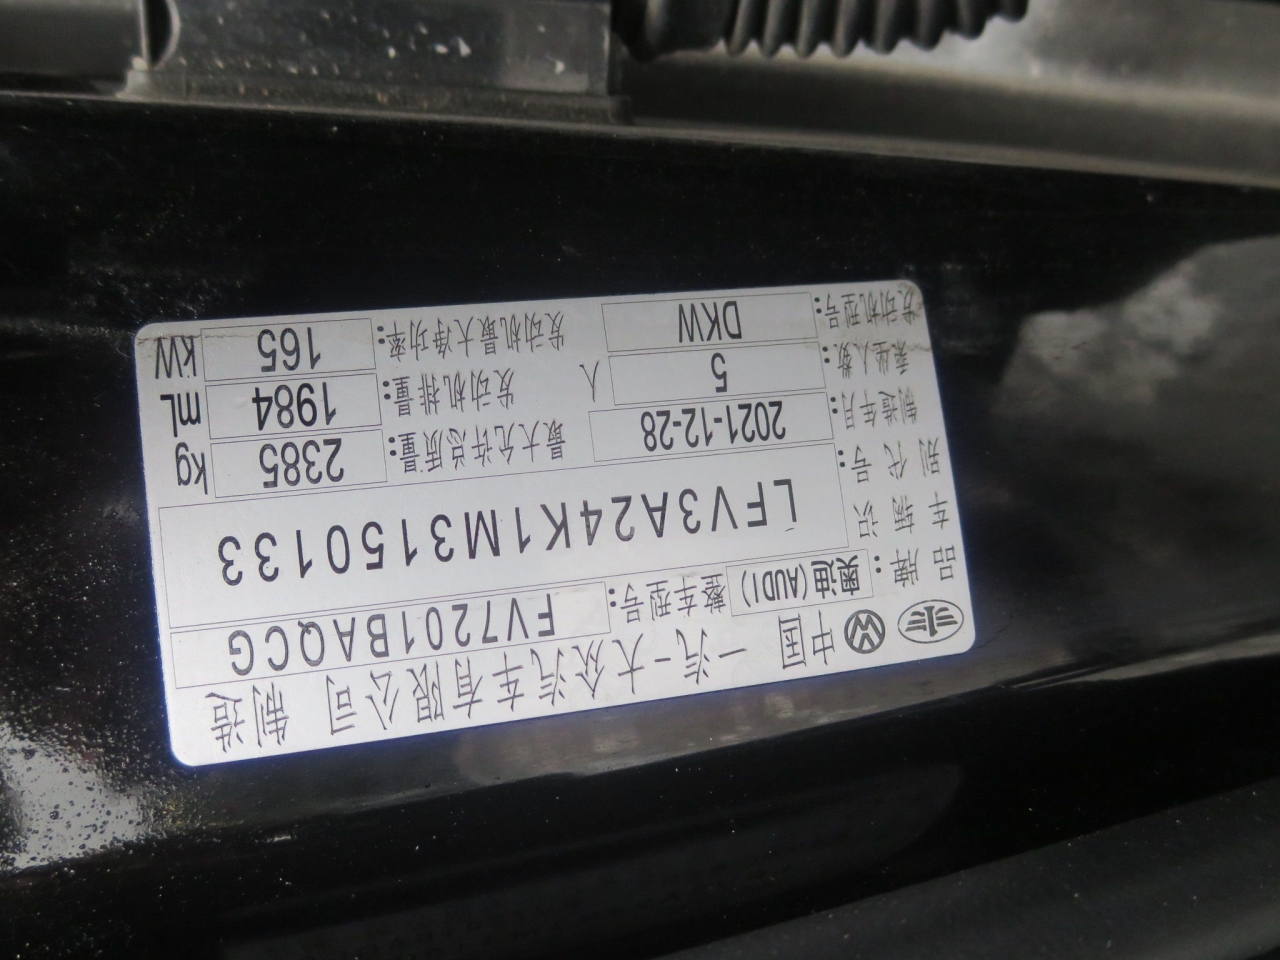 中国 一汽-大众汽车有限公司 制造
品牌: 奥迪(AUDI) 整车型号: FV7201BAQCG
车辆识别代号: LFV3A24K1M3150133
制造年月: 2021-12-28 最大允许总质量: 2385 kg
乘坐人数: 5 人 发动机排量: 1984 mL
发动机型号: DKW 发动机最大净功率: 165 kW